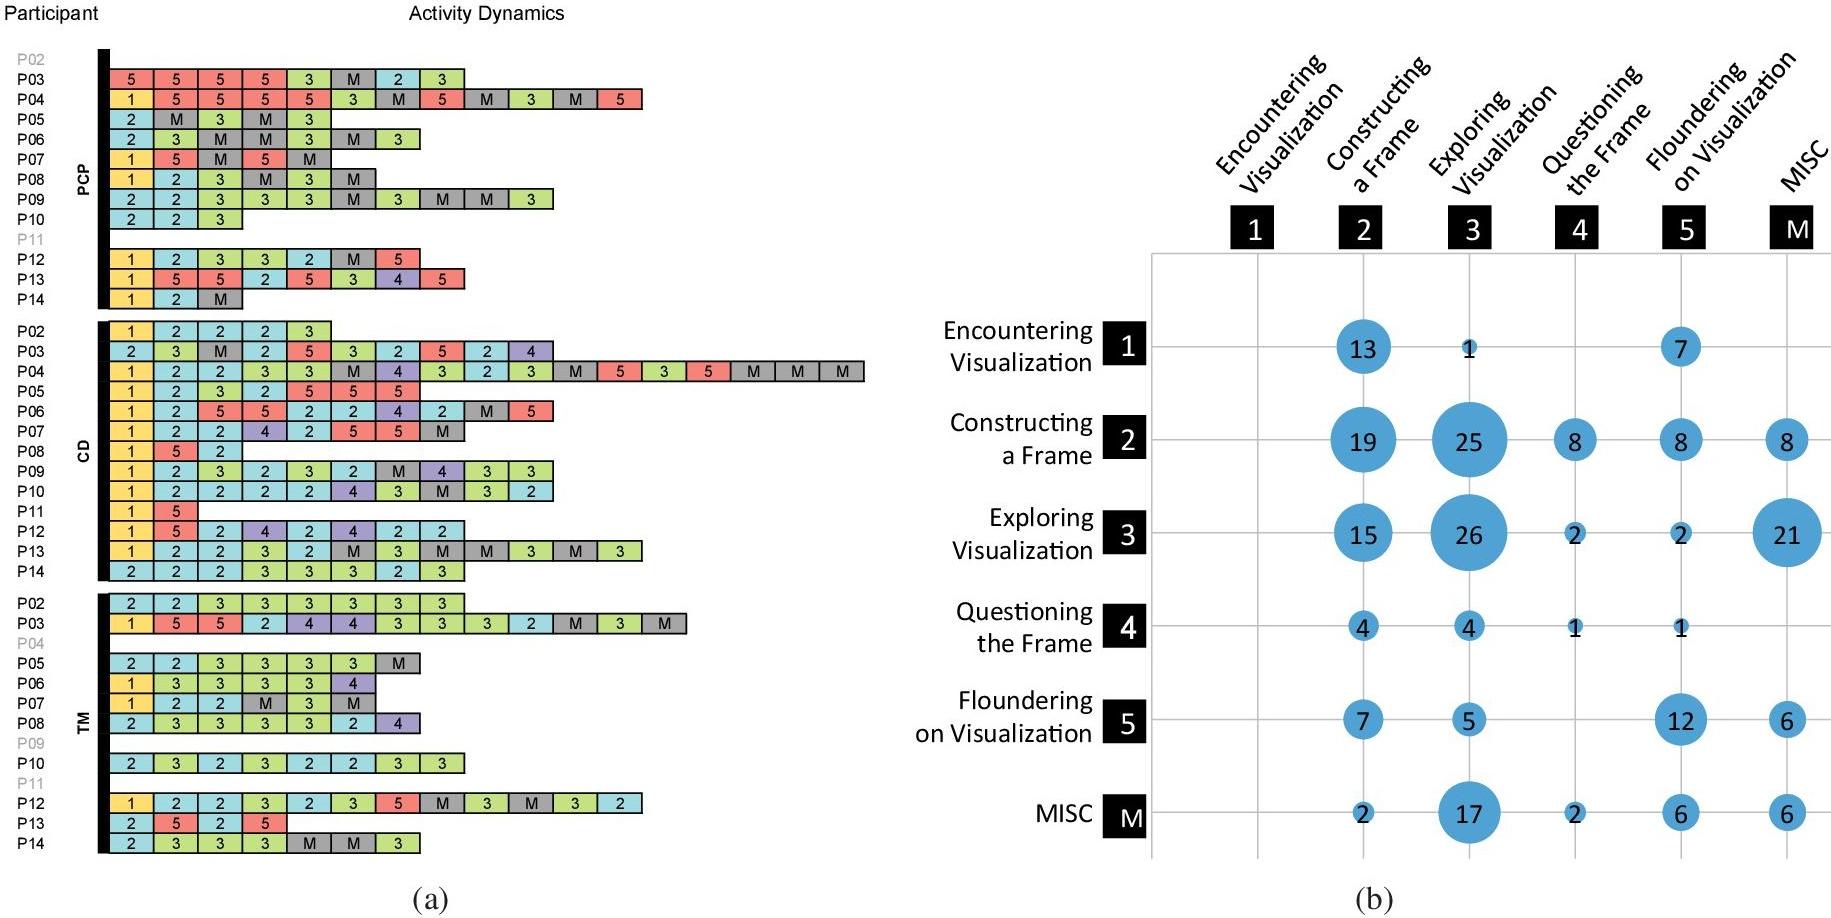 Participant Activity Dynamics
PCP
P02
P03 5 5 5 5 3 M 2 3
P04 1 5 5 5 5 3 M 5 M 3 M 5
P05 2 M 3 M 3
P06 2 3 M M 3 M 3
P07 1 5 M 5 M
P08 1 2 3 M 3 M
P09 2 2 3 3 3 M 3 M M 3
P10 2 2 3
P11
P12 1 2 3 3 2 M 5
P13 1 5 5 2 5 3 4 5
P14 1 2 M
CD
P02 1 2 2 2 3
P03 2 3 M 2 5 3 2 5 2 4
P04 1 2 2 3 3 M 4 3 2 3 M 5 3 5 M M M
P05 1 2 3 2 5 5 5
P06 1 2 5 5 2 2 4 2 M 5
P07 1 2 2 4 2 5 5 M
P08 1 5 2
P09 1 2 3 2 3 2 M 4 3 3
P10 1 2 2 2 2 4 3 M 3 2
P11 1 5
P12 1 5 2 4 2 4 2 2
P13 1 2 2 3 2 M 3 M M 3 M 3
P14 2 2 2 3 3 3 2 3
TM
P02 2 2 3 3 3 3 3 3
P03 1 5 5 2 4 4 3 3 3 2 M 3 M
P04
P05 2 2 3 3 3 3 M
P06 1 3 3 3 3 4
P07 1 2 2 M 3 M
P08 2 3 3 3 3 2 4
P09
P10 2 3 2 3 2 2 3 3
P11
P12 1 2 2 3 2 3 5 M 3 M 3 2
P13 2 5 2 5
P14 2 3 3 3 M M 3
(a)
Encountering
Visualization
Constructing
a Frame
Exploring
Visualization
Questioning
the Frame
Floundering
on Visualization
MISC
1 2 3 4 5 M
Encountering
Visualization
1 13 1 7
Constructing
a Frame
2 19 25 8 8 8
Exploring
Visualization
3 15 26 2 2 21
Questioning
the Frame
4 4 4 1 1
Floundering
on Visualization
5 7 5 12 6
MISC M 2 17 2 6 6
(b)